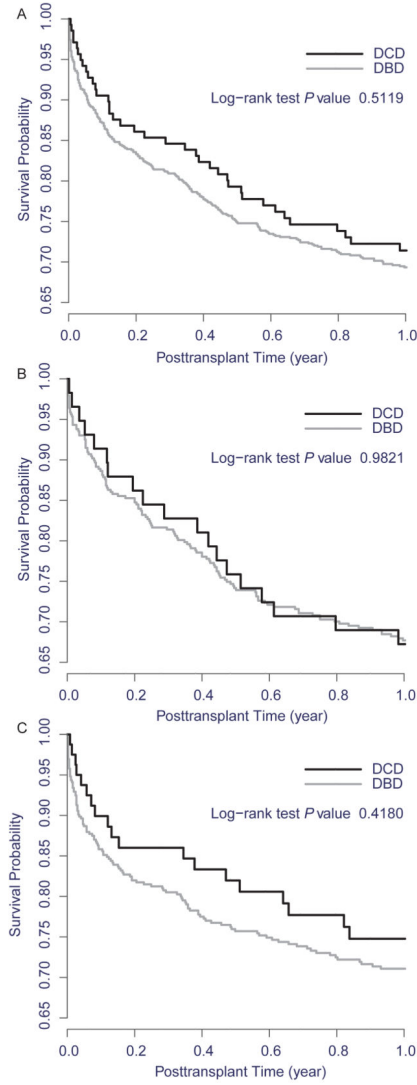 A
1.00
0.95
0.90
0.85
0.80
0.75
0.70
0.65
Survival Probability
DCD
DBD
Log−rank test P value 0.5119
0.0 0.2 0.4 0.6 0.8 1.0
Posttransplant Time (year)
B
1.00
0.95
0.90
0.85
0.80
0.75
0.70
0.65
Survival Probability
DCD
DBD
Log−rank test P value 0.9821
0.0 0.2 0.4 0.6 0.8 1.0
Posttransplant Time (year)
C
1.00
0.95
0.90
0.85
0.80
0.75
0.70
0.65
Survival Probability
DCD
DBD
Log−rank test P value 0.4180
0.0 0.2 0.4 0.6 0.8 1.0
Posttransplant Time (year)